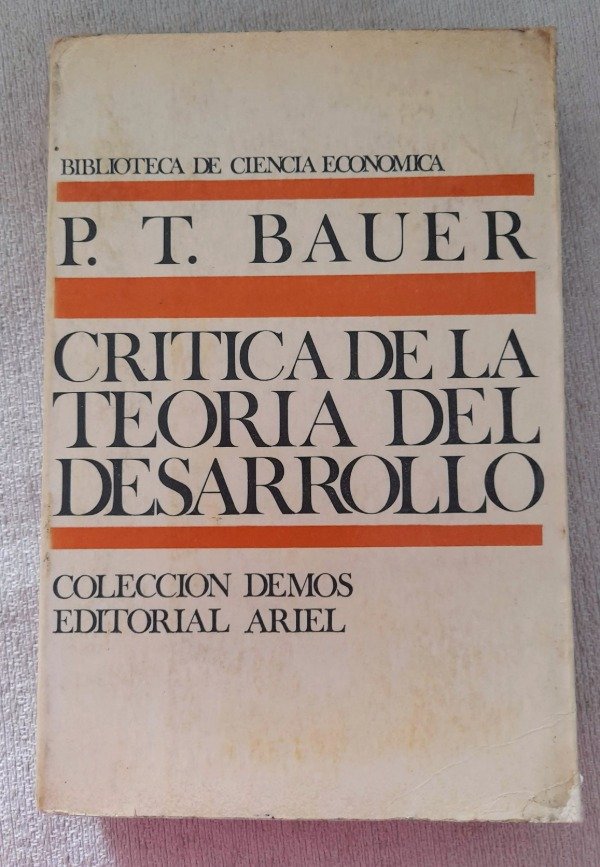 BIBLIOTECA DE CIENCIA ECONOMICA
P. T. BAUER
CRITICA DE LA
TEORIA DEL
DESARROLLO
COLECCION DEMOS
EDITORIAL ARIEL